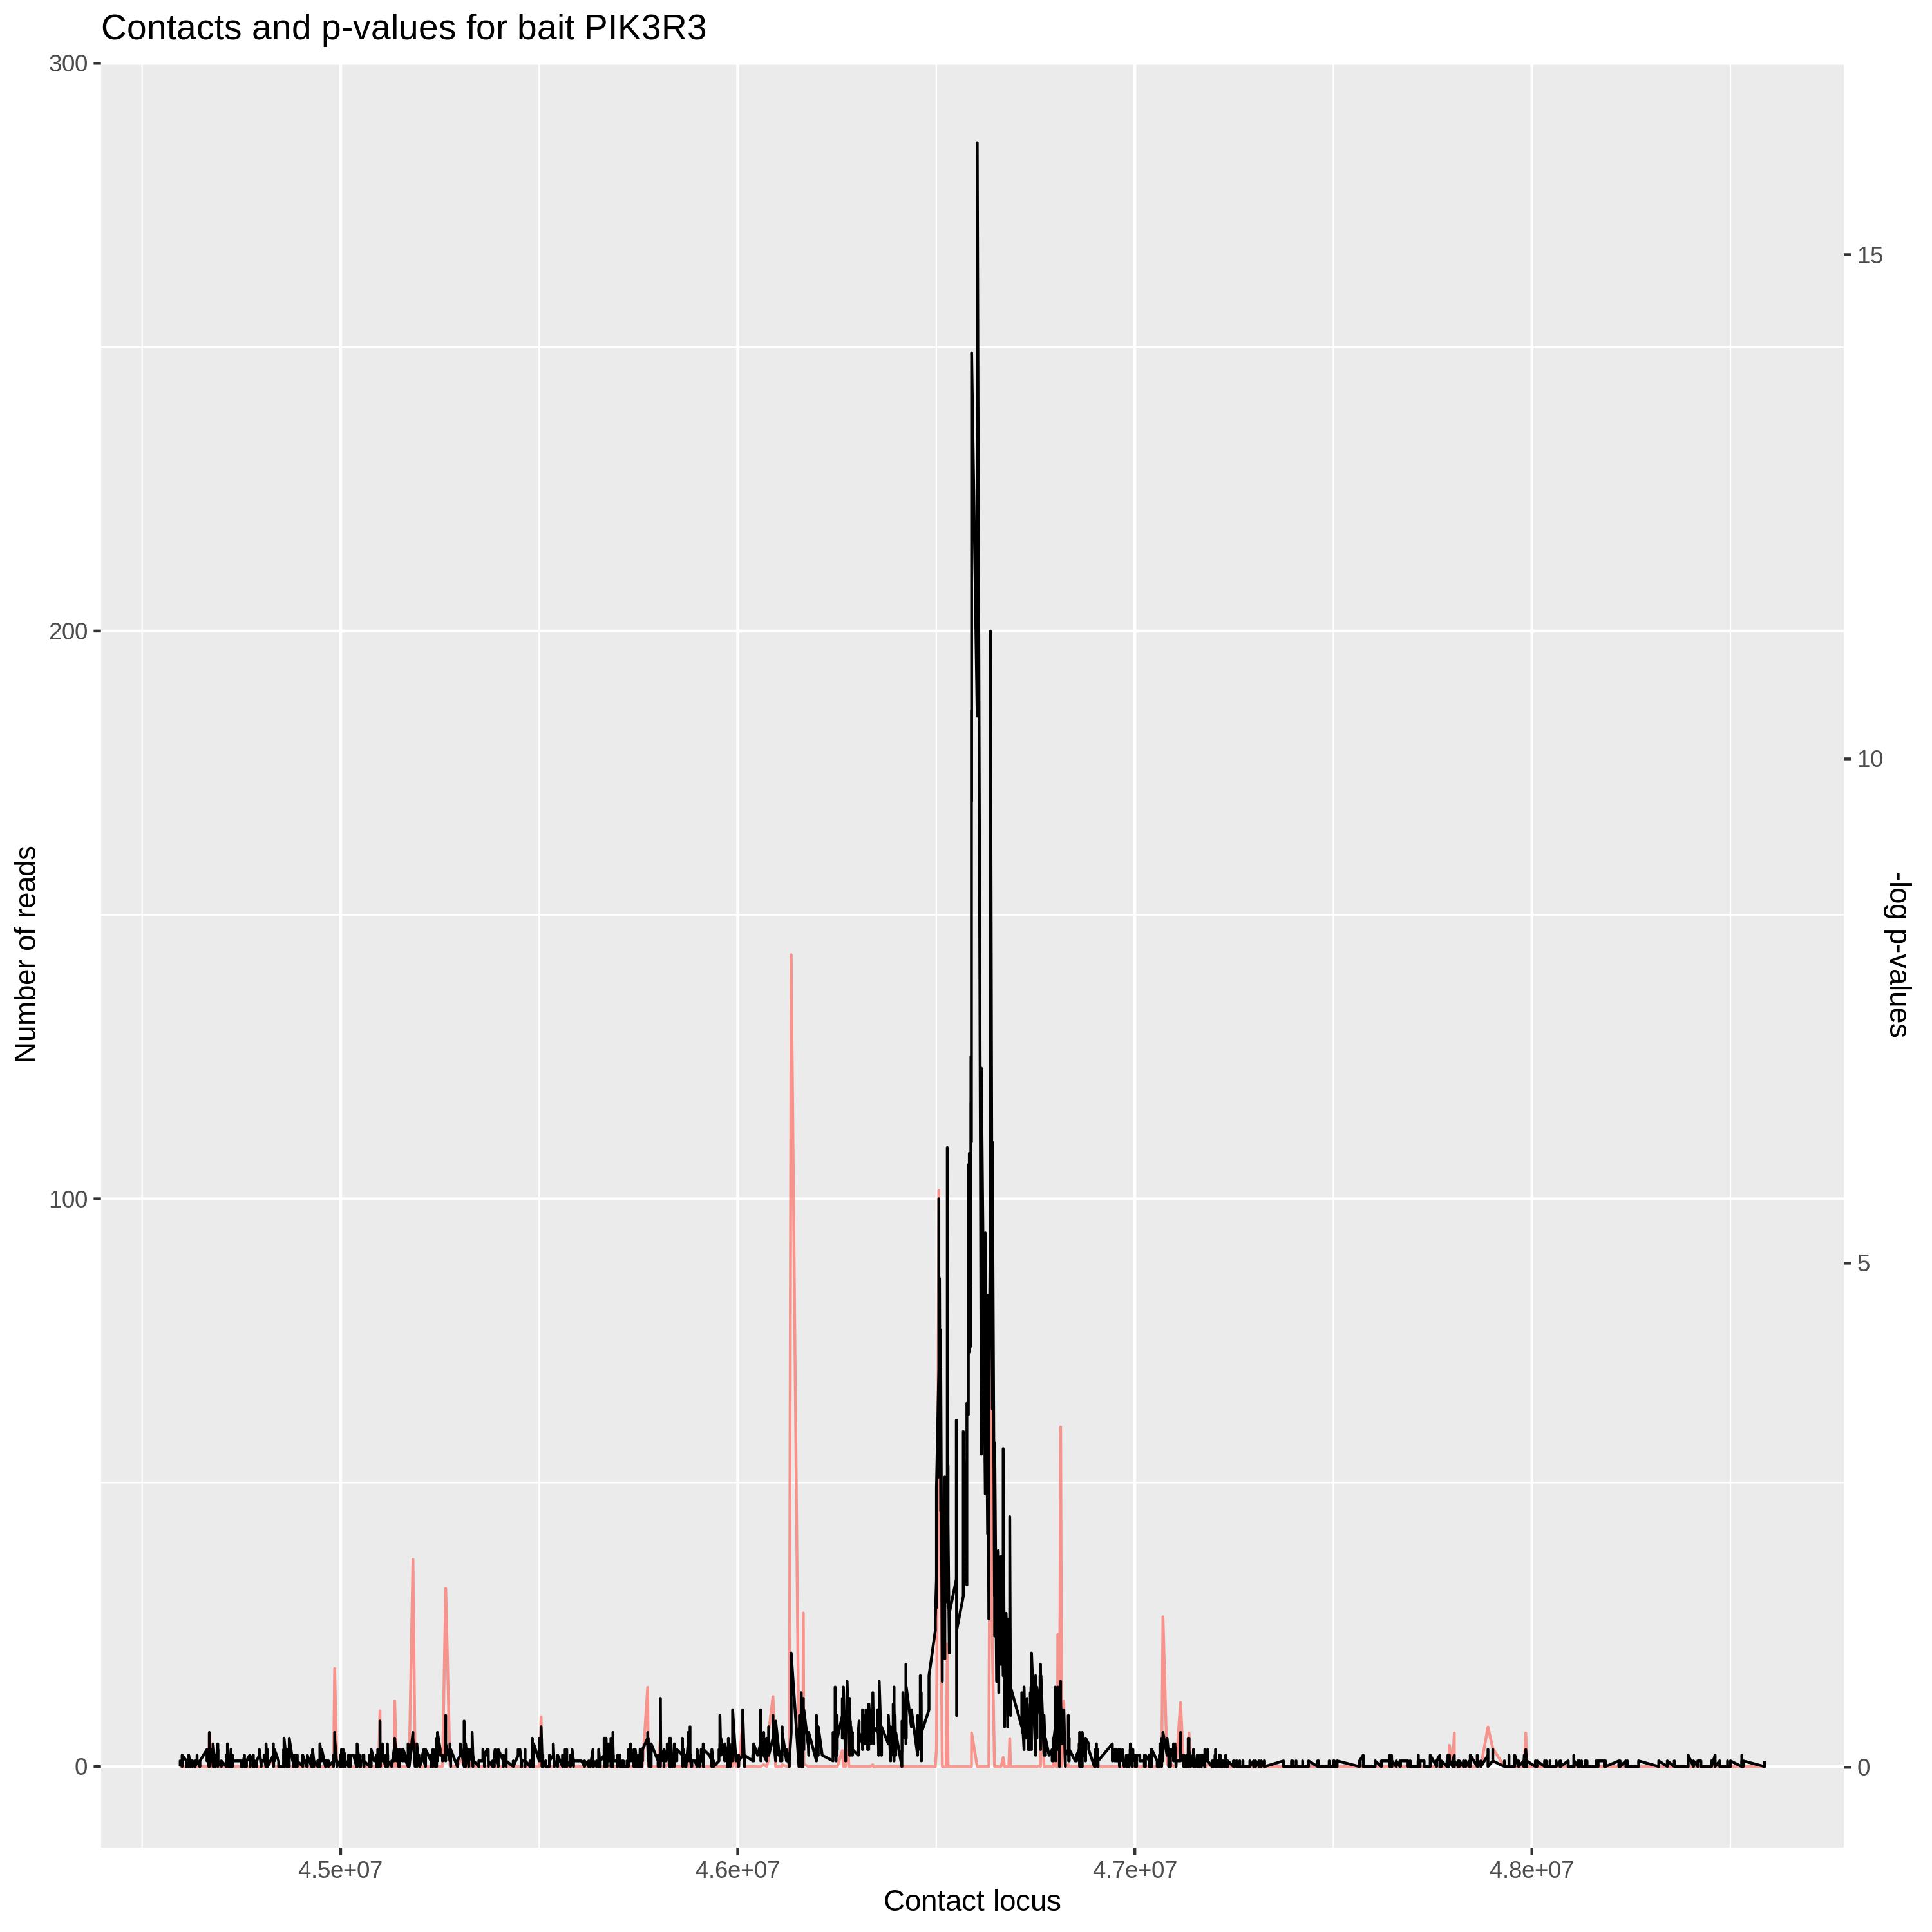 Contacts and p-values for bait PIK3R3
300
200
100
0
Number of reads
15
10
5
0
-log p-values
4.5e+07
4.6e+07
4.7e+07
4.8e+07
Contact locus